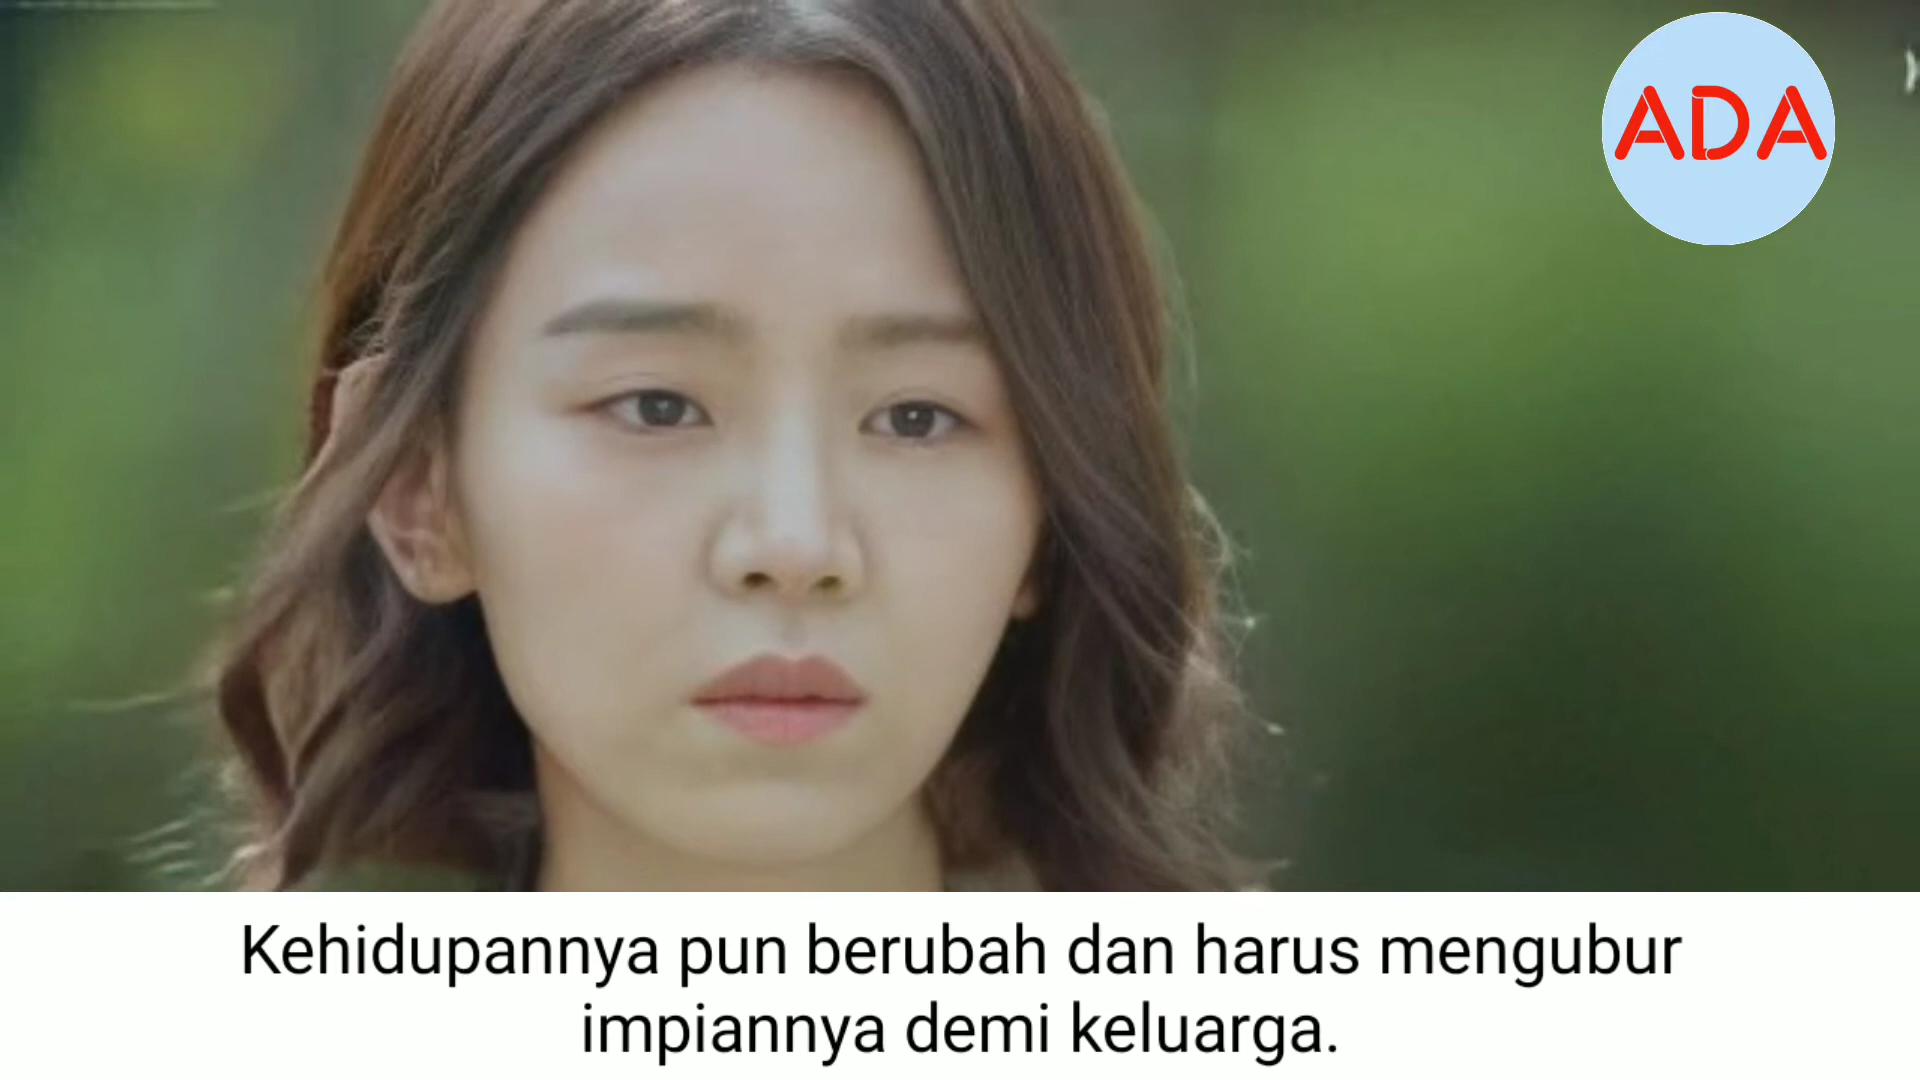 ADA
Kehidupannya pun berubah dan harus mengubur
impiannya demi keluarga.